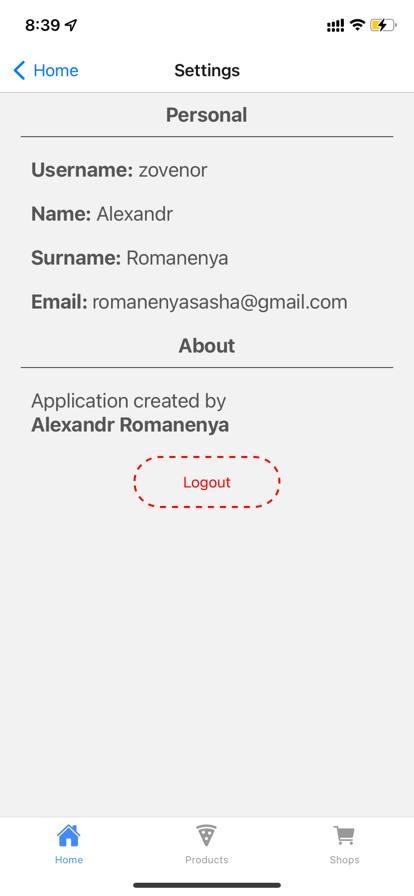 8:39
Home
Settings
Personal
Username: zovenor
Name: Alexandr
Surname: Romanenya
Email: romanenyasasha@gmail.com
About
Application created by
Alexandr Romanenya
Logout
Home
Products
Shops